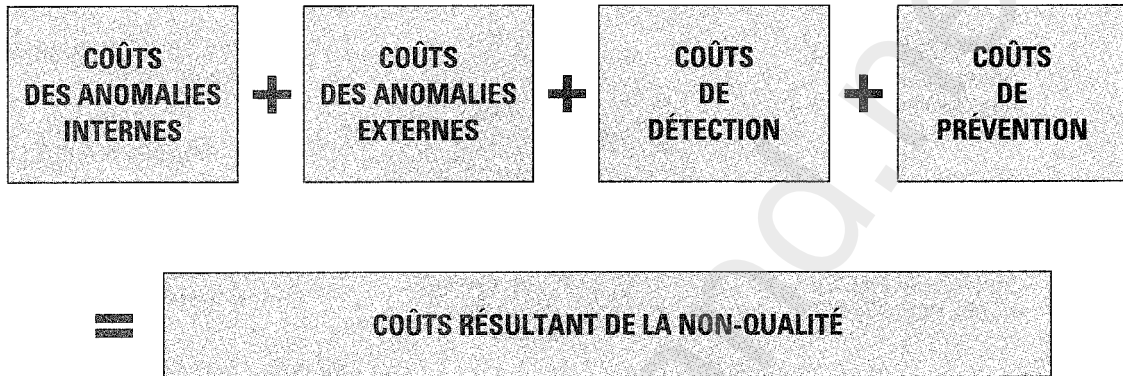 COÛTS
DES ANOMALIES
INTERNES
+
COÛTS
DES ANOMALIES
EXTERNES
+
COÛTS
DE
DÉTECTION
+
COÛTS
DE
PRÉVENTION
=
COÛTS RÉSULTANT DE LA NON-QUALITÉ